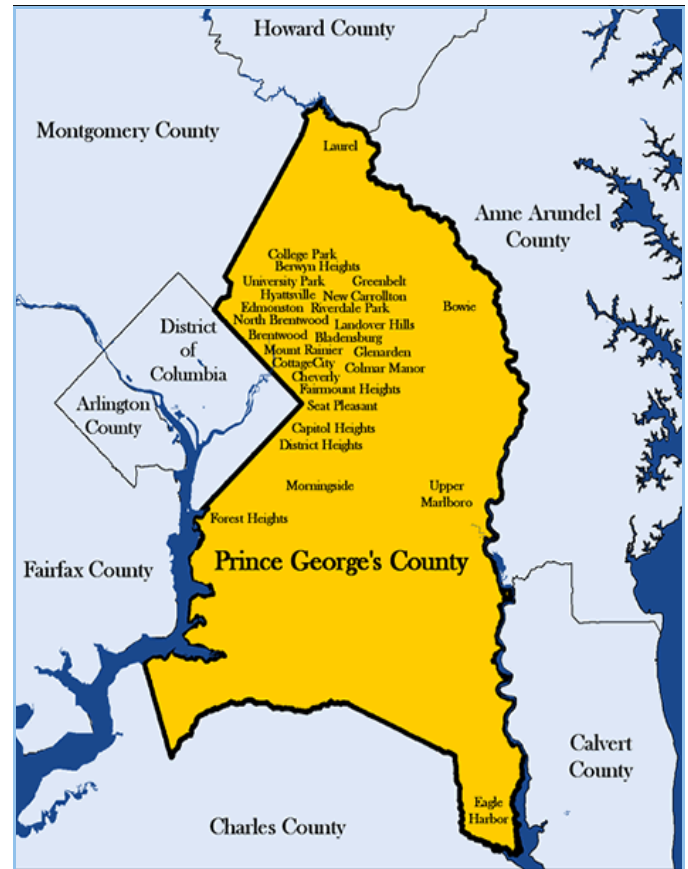 Howard County
Montgomery County
Laurel
Anne Arundel
County
College Park
Berwyn Heights
University Park
Greenbelt
Hyattsville
New Carrollton
Edmonston
Riverdale Park
Bowie
North Brentwood
Landover Hills
Brentwood
Bladensburg
Mount Rainier
Glenarden
CottageCity
Colmar Manor
Cheverly
Fairmount Heights
Seat Pleasant
District
of
Columbia
Arlington
County
Capitol Heights
District Heights
Morningside
Upper
Marlboro
Forest Heights
Prince George's County
Fairfax County
Calvert
County
Eagle
Harbor
Charles County